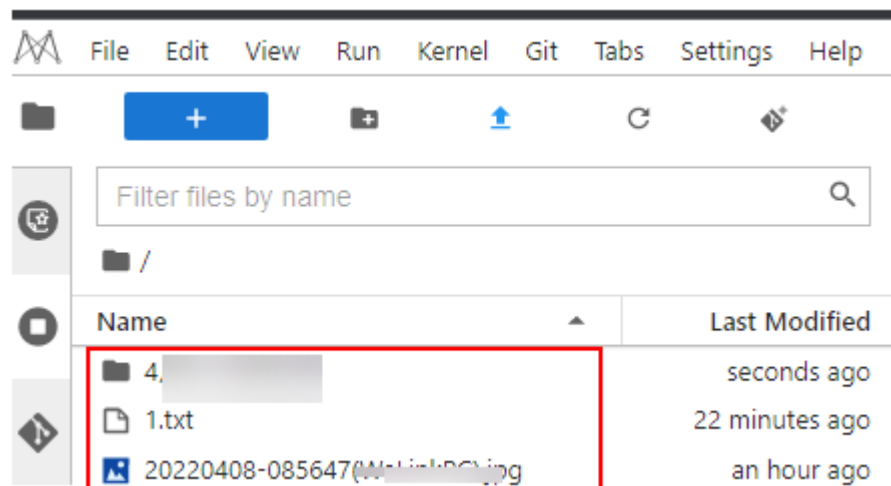 File Edit View Run Kernel Git Tabs Settings Help
+
Filter files by name
/
Name Last Modified
4, seconds ago
1.txt 22 minutes ago
20220408-085647( .jpg an hour ago